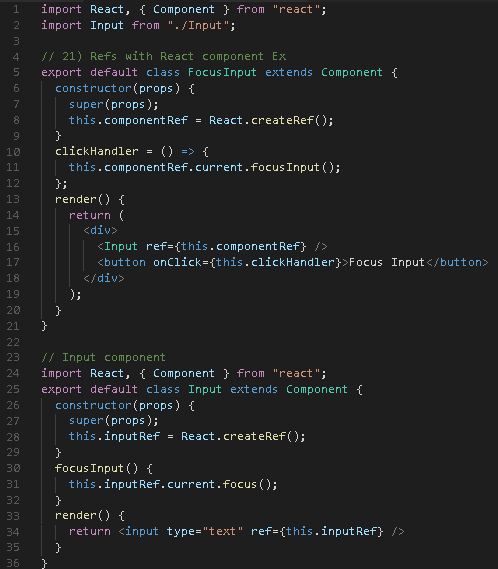 1 import React, { Component } from "react";
2 import Input from "./Input";
3
4 // 21) Refs with React component Ex
5 export default class FocusInput extends Component {
6   constructor(props) {
7     super(props);
8     this.componentRef = React.createRef();
9   }
10   clickHandler = () => {
11     this.componentRef.current.focusInput();
12   };
13   render() {
14     return (
15       <div>
16         <Input ref={this.componentRef} />
17         <button onClick={this.clickHandler}>Focus Input</button>
18       </div>
19     );
20   }
21 }
22
23 // Input component
24 import React, { Component } from "react";
25 export default class Input extends Component {
26   constructor(props) {
27     super(props);
28     this.inputRef = React.createRef();
29   }
30   focusInput() {
31     this.inputRef.current.focus();
32   }
33   render() {
34     return <input type="text" ref={this.inputRef} />
35   }
36 }